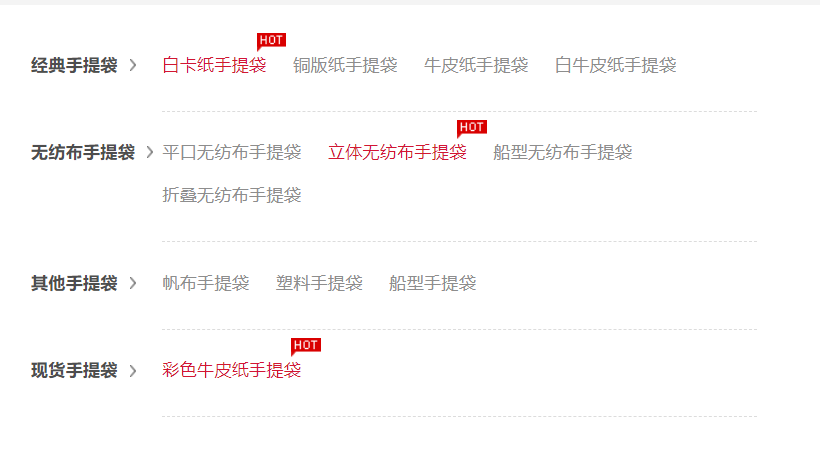 HOT
经典手提袋 白卡纸手提袋 铜版纸手提袋 牛皮纸手提袋 白牛皮纸手提袋
HOT
无纺布手提袋 平口无纺布手提袋 立体无纺布手提袋 船型无纺布手提袋
折叠无纺布手提袋
其他手提袋 帆布手提袋 塑料手提袋 船型手提袋
HOT
现货手提袋 彩色牛皮纸手提袋